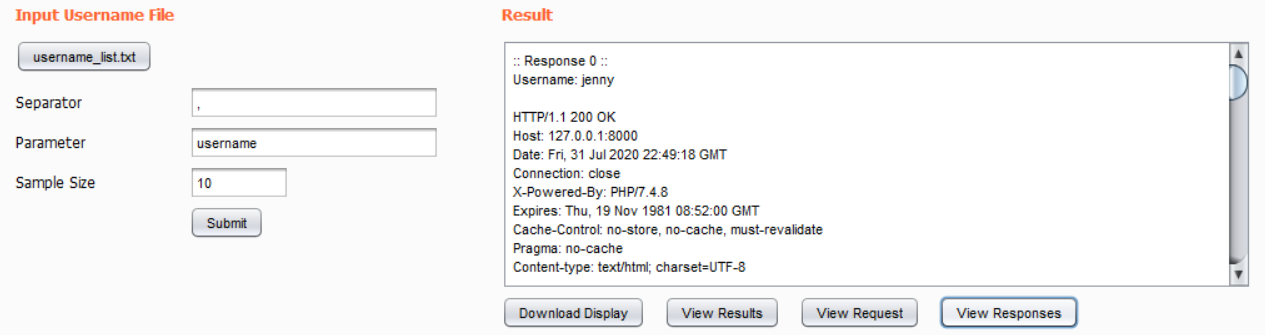 Input Username File
username_list.txt
Separator
,
Parameter
username
Sample Size
10
Submit
Result
:: Response 0 ::
Username: jenny
HTTP/1.1 200 OK
Host: 127.0.0.1:8000
Date: Fri, 31 Jul 2020 22:49:18 GMT
Connection: close
X-Powered-By: PHP/7.4.8
Expires: Thu, 19 Nov 1981 08:52:00 GMT
Cache-Control: no-store, no-cache, must-revalidate
Pragma: no-cache
Content-type: text/html; charset=UTF-8
Download Display
View Results
View Request
View Responses